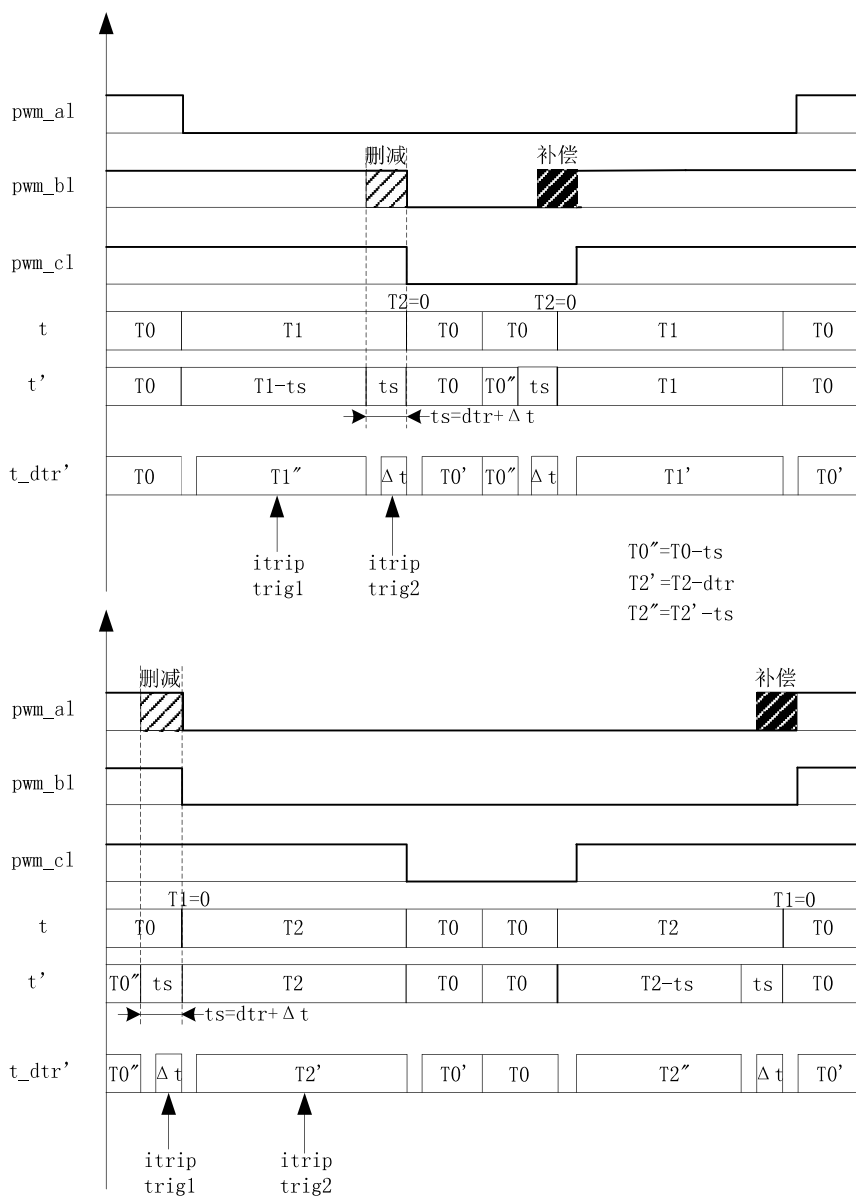 pwm_al
删减 补偿
pwm_bl
pwm_cl
T2=0 T2=0
t T0 T1 T0 T0 T1 T0
t' T0 T1-ts ts T0 T0" ts T1 T0
ts=dtr+Δt
t_dtr' T0 T1" Δt T0' T0" Δt T1' T0'
itrip itrip
trig1 trig2
T0"=T0-ts
T2'=T2-dtr
T2"=T2'-ts
删减 补偿
pwm_al
pwm_bl
pwm_cl
T1=0 T1=0
t T0 T2 T0 T0 T2 T0
t' T0" ts T2 T0 T0 T2-ts ts T0
ts=dtr+Δt
t_dtr' T0" Δt T2' T0' T0 T2" Δt T0'
itrip itrip
trig1 trig2